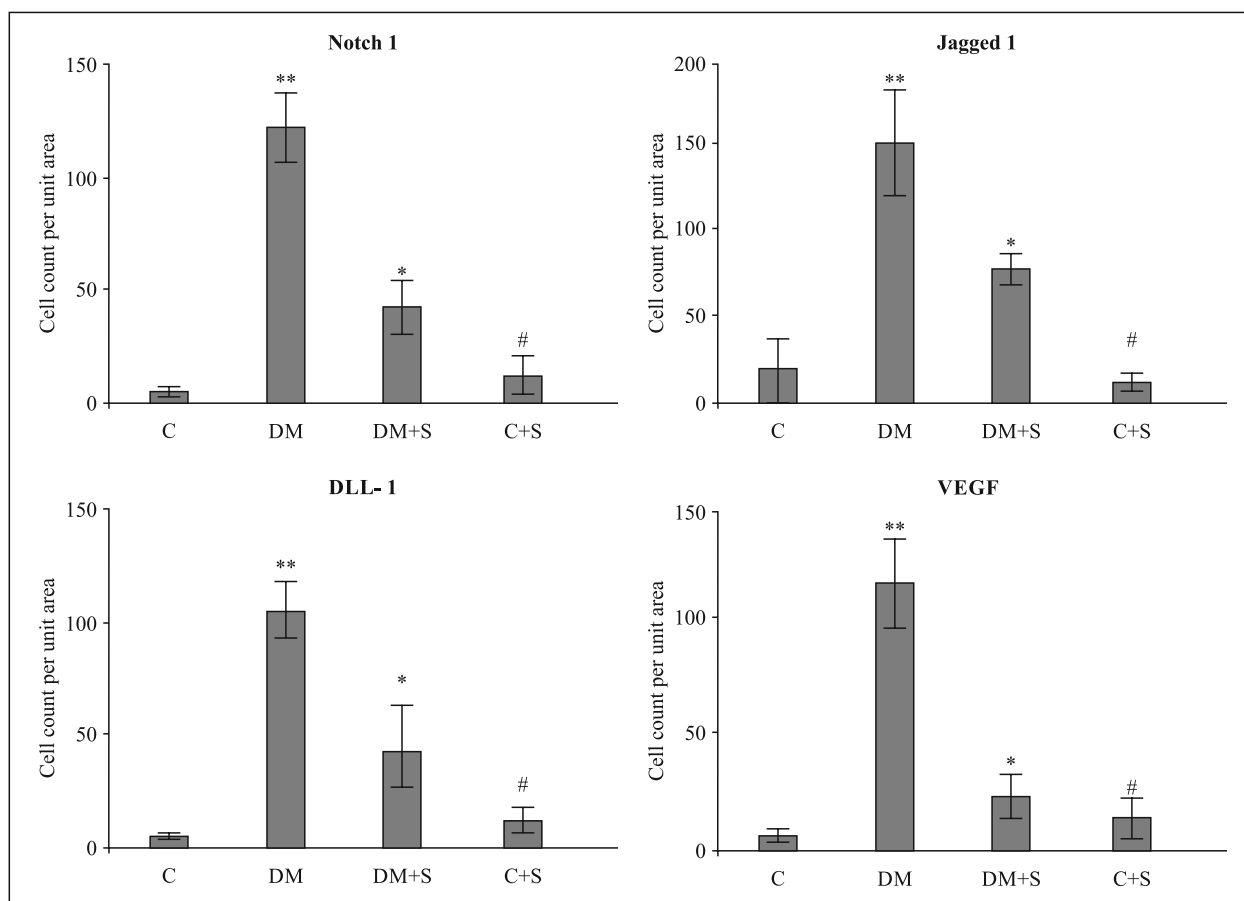 Notch 1
Cell count per unit area
150
100
50
0
**
*
#
C DM DM+S C+S
Jagged 1
Cell count per unit area
200
150
100
50
0
**
*
#
C DM DM+S C+S
DLL- 1
Cell count per unit area
150
100
50
0
**
*
#
C DM DM+S C+S
VEGF
Cell count per unit area
150
100
50
0
**
*
#
C DM DM+S C+S